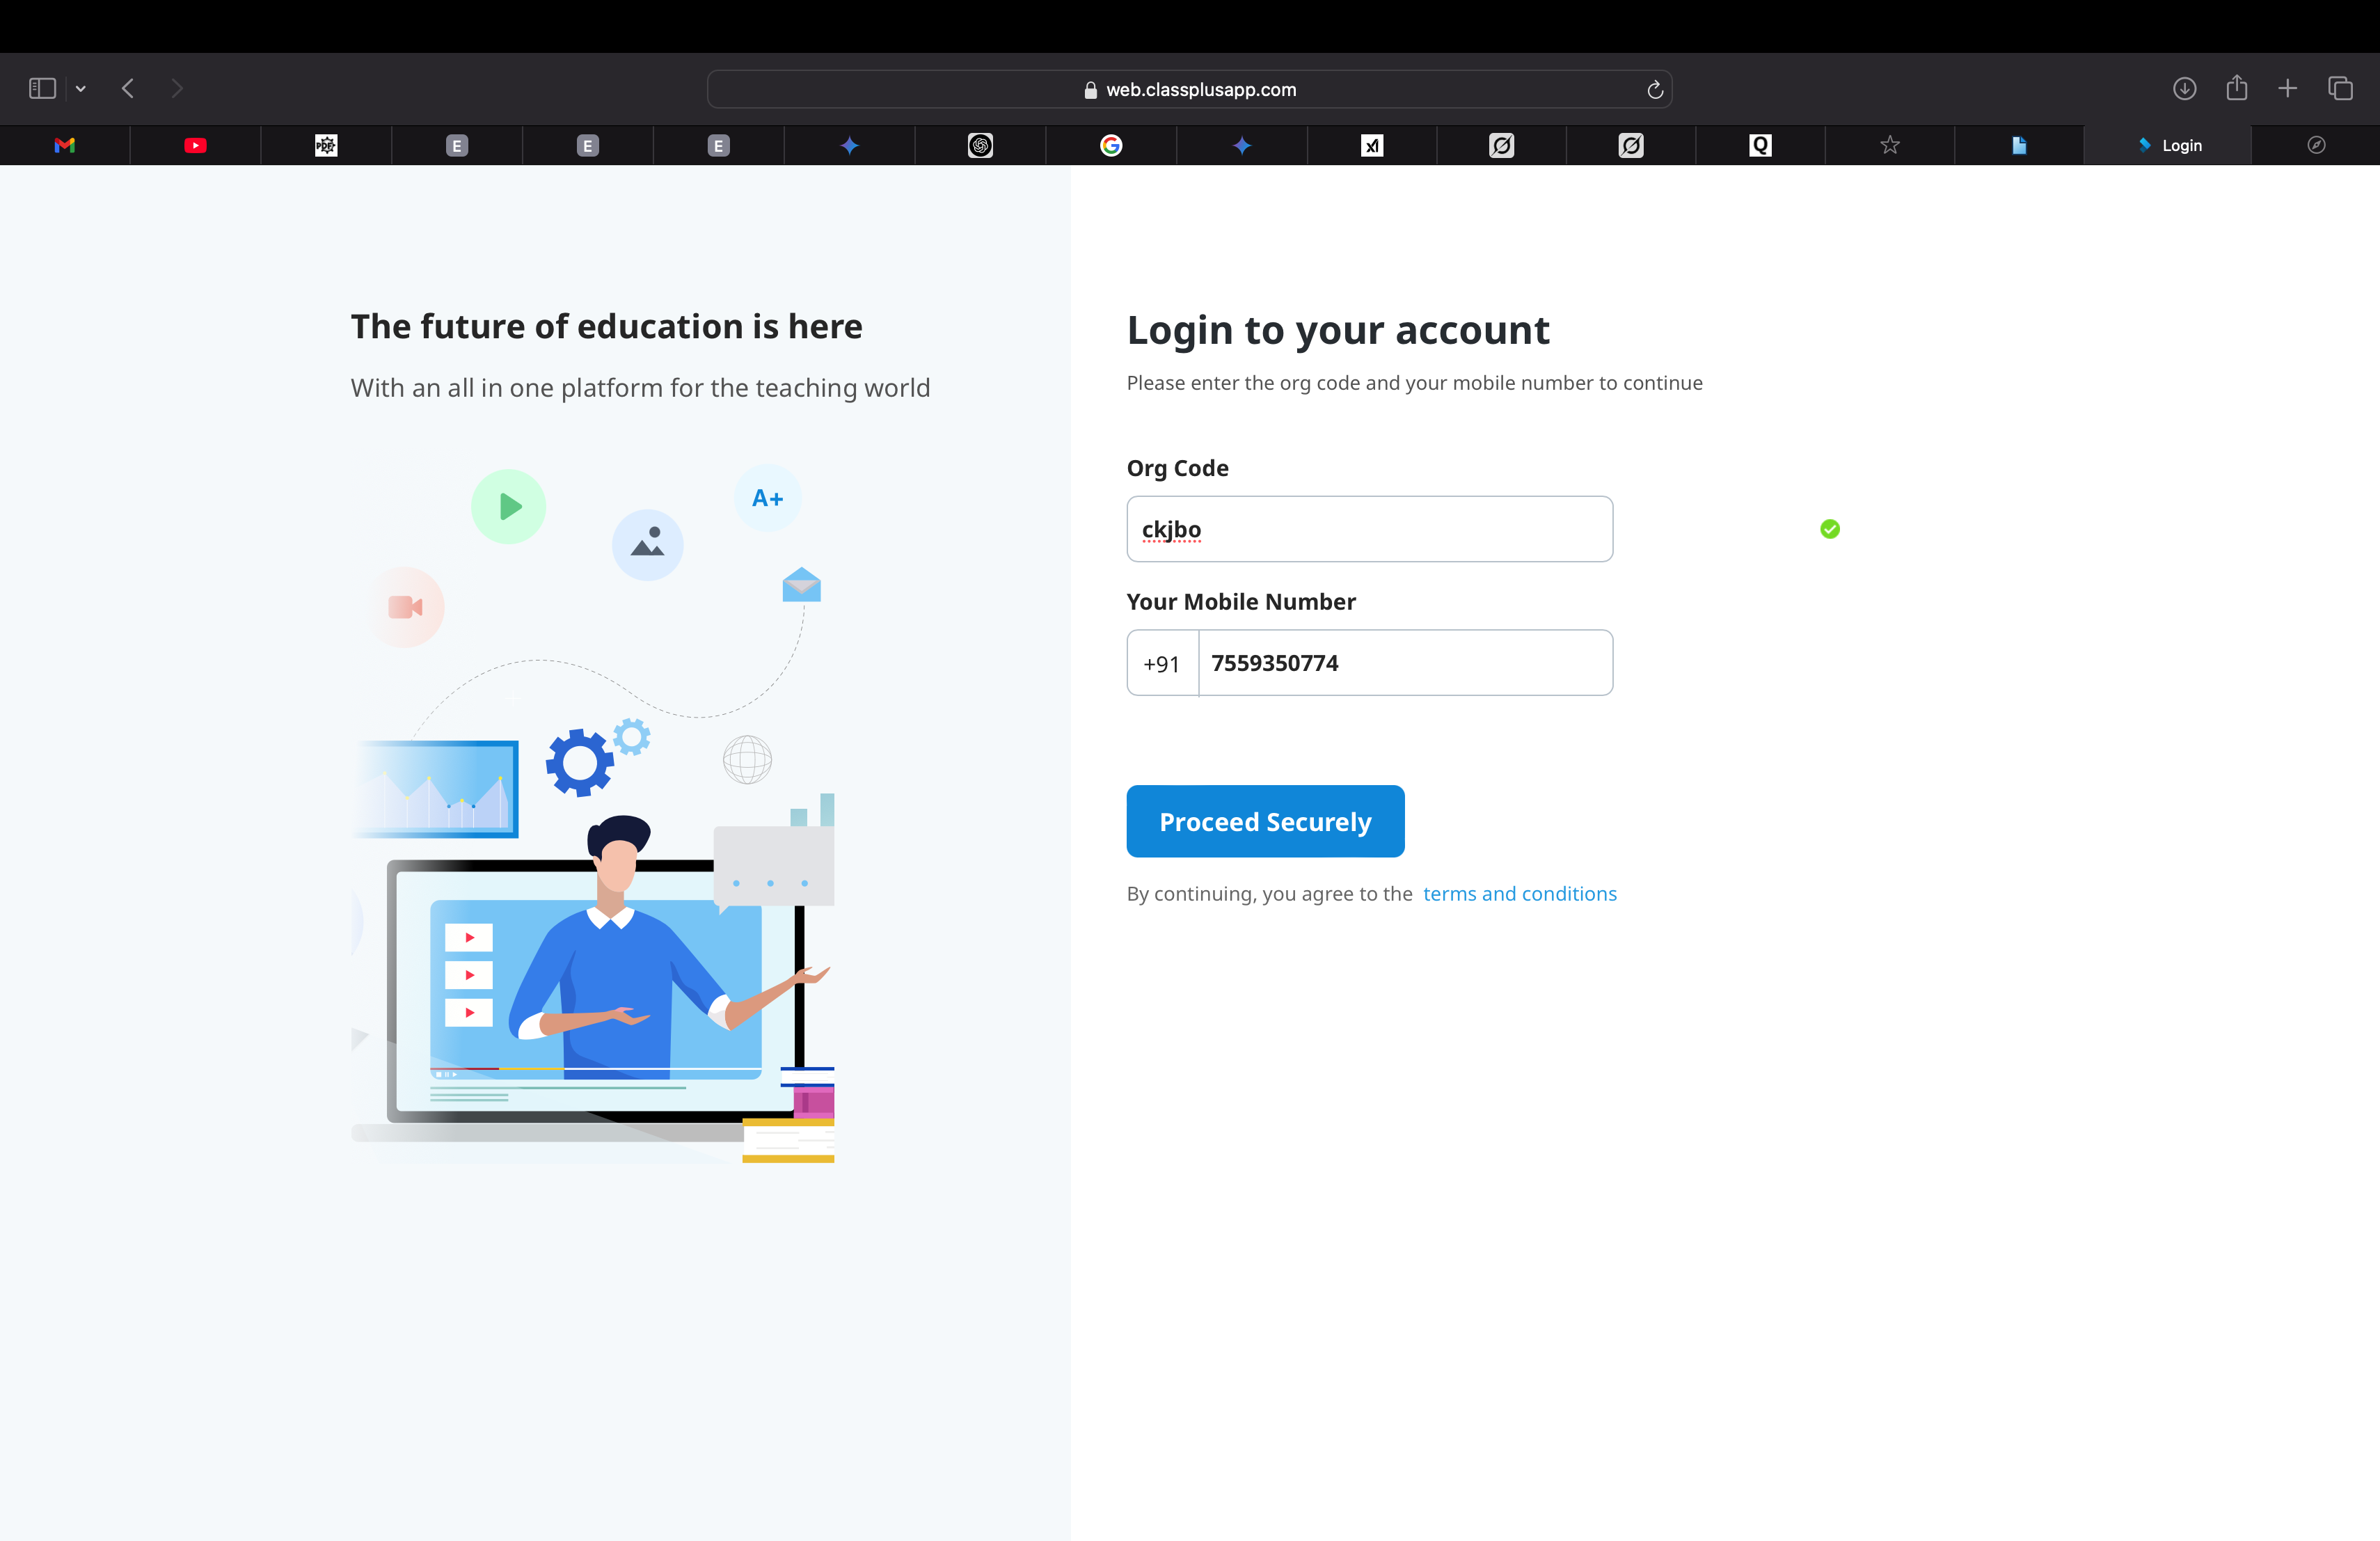 web.classplusapp.com
PDF
E
E
E
G
xI
Q
Login
The future of education is here
With an all in one platform for the teaching world
A+
Login to your account
Please enter the org code and your mobile number to continue
Org Code
ckjbo
Your Mobile Number
+91 7559350774
Proceed Securely
By continuing, you agree to the terms and conditions